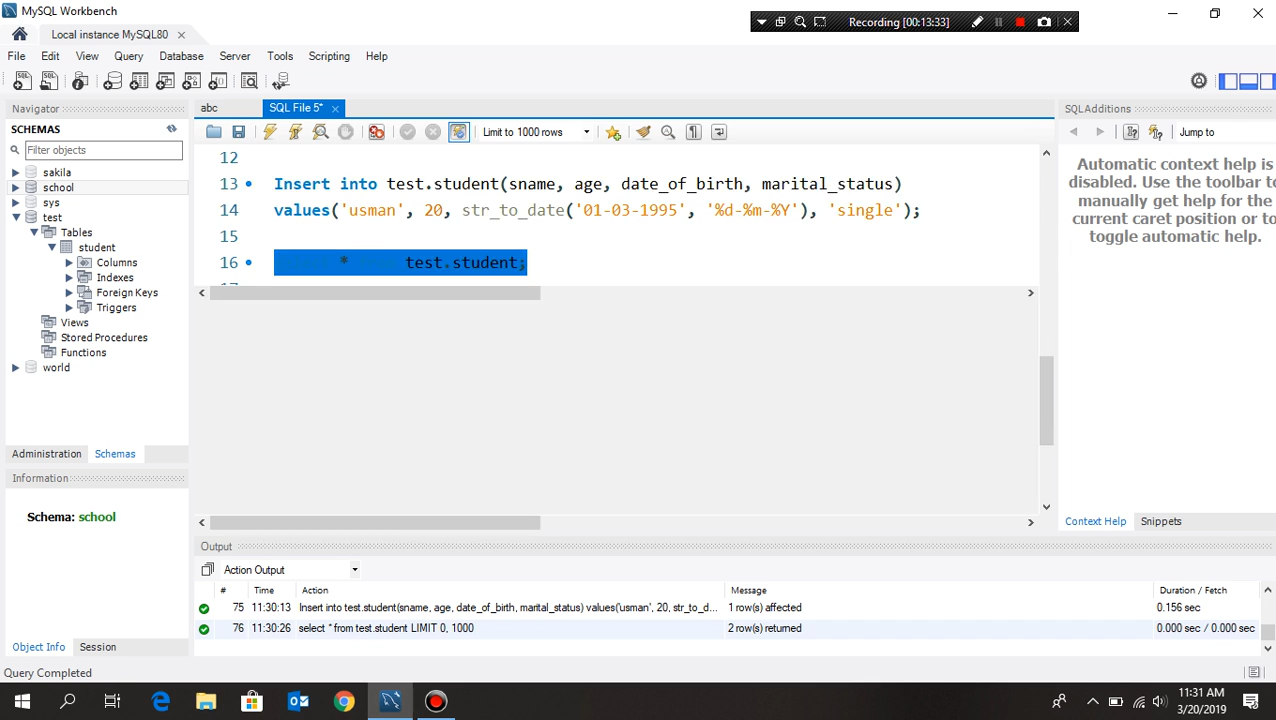 MySQL Workbench
Recording [00:13:33]
Local instance MySQL80
File Edit View Query Database Server Tools Scripting Help
Navigator
SCHEMAS
Filter objects
sakila
school
sys
test
Tables
student
Columns
Indexes
Foreign Keys
Triggers
Views
Stored Procedures
Functions
world
Administration Schemas
Information
Schema: school
Object Info Session
abc SQL File 5*
Limit to 1000 rows
12
13 Insert into test.student(sname, age, date_of_birth, marital_status)
14 values('usman', 20, str_to_date('01-03-1995', '%d-%m-%Y'), 'single');
15
16 * test.student;
SQLAdditions
Jump to
Automatic context help is
disabled. Use the toolbar to
manually get help for the
current caret position or to
toggle automatic help.
Context Help Snippets
Output
Action Output
# Time Action Message Duration / Fetch
75 11:30:13 Insert into test.student(sname, age, date_of_birth, marital_status) values('usman', 20, str_to_d... 1 row(s) affected 0.156 sec
76 11:30:26 select * from test.student LIMIT 0, 1000 2 row(s) returned 0.000 sec / 0.000 sec
Query Completed
11:31 AM
3/20/2019